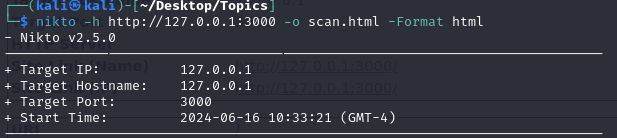 (kali㉿kali)-[~/Desktop/Topics]
$ nikto -h http://127.0.0.1:3000 -o scan.html -Format html
- Nikto v2.5.0
+ Target IP: 127.0.0.1
+ Target Hostname: 127.0.0.1
+ Target Port: 3000
+ Start Time: 2024-06-16 10:33:21 (GMT-4)